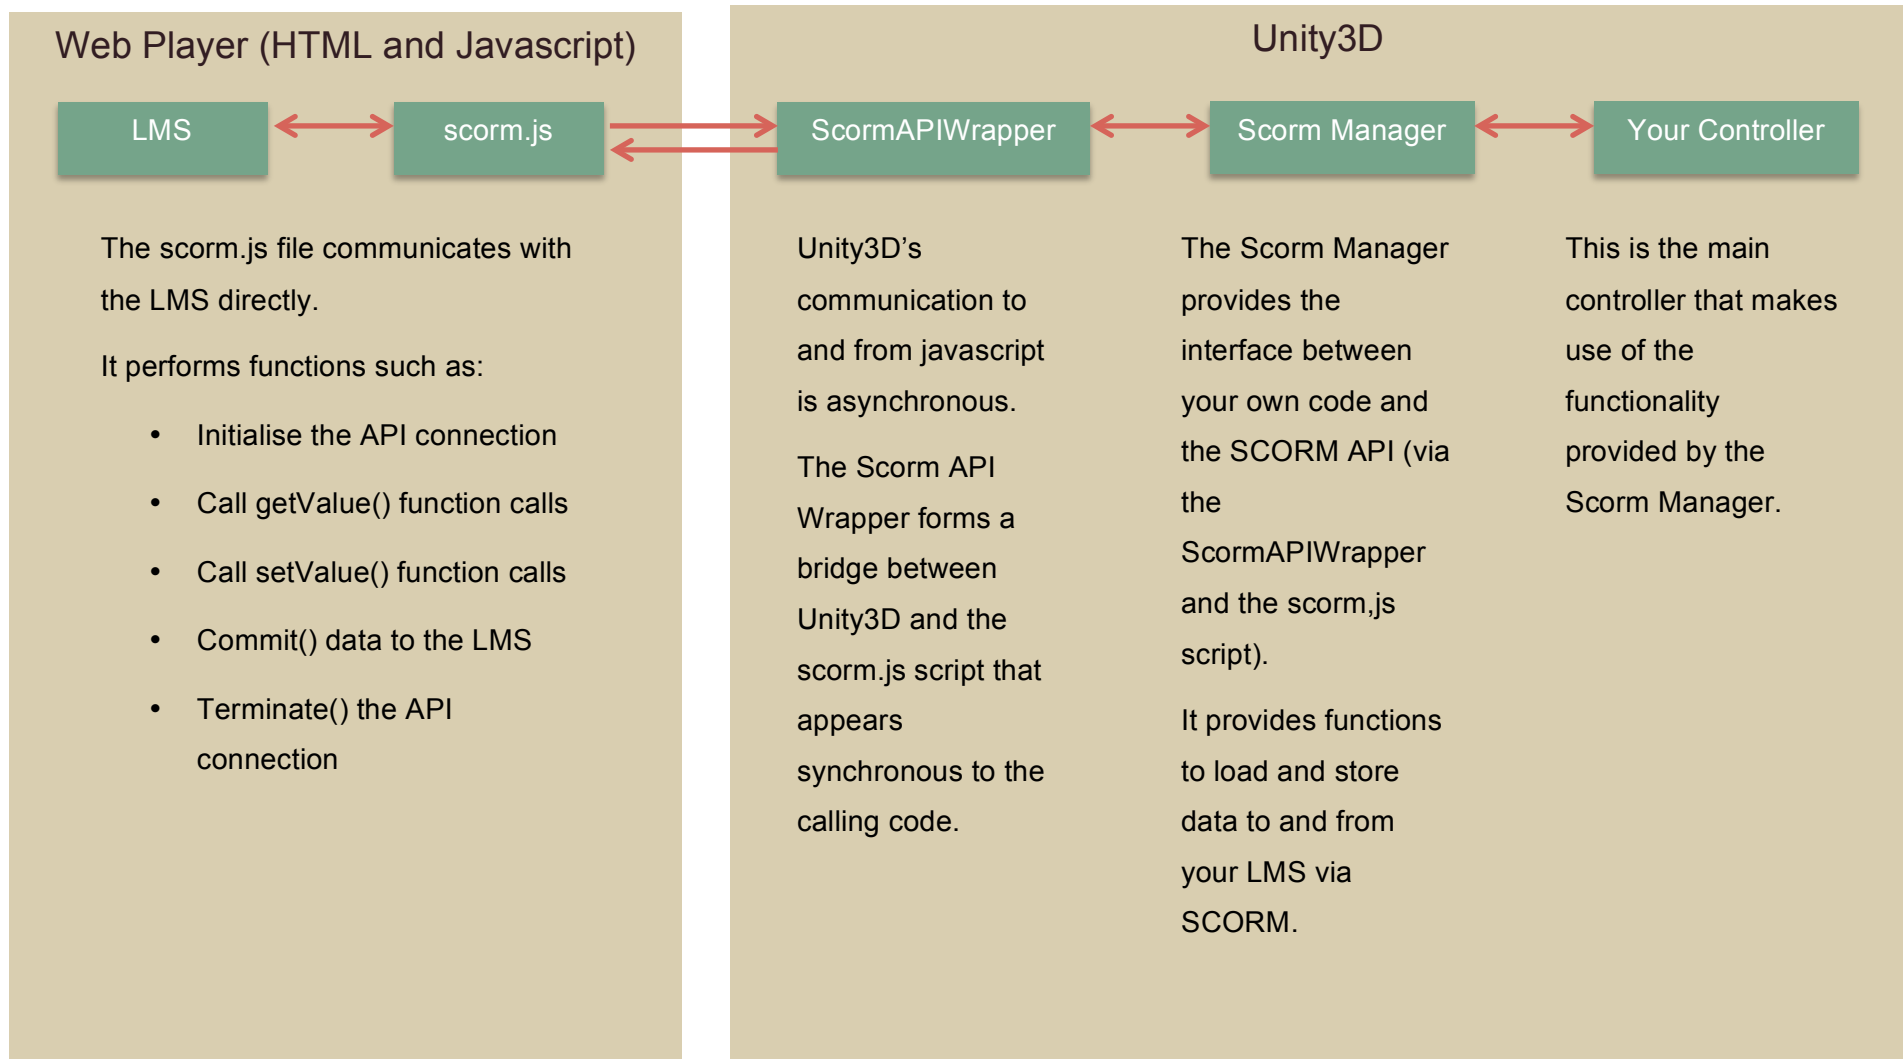 Web Player (HTML and Javascript)
LMS
scorm.js
The scorm.js file communicates with
the LMS directly.
It performs functions such as:
• Initialise the API connection
• Call getValue() function calls
• Call setValue() function calls
• Commit() data to the LMS
• Terminate() the API
connection
Unity3D
ScormAPIWrapper
Scorm Manager
Your Controller
Unity3D’s
communication to
and from javascript
is asynchronous.
The Scorm API
Wrapper forms a
bridge between
Unity3D and the
scorm.js script that
appears
synchronous to the
calling code.
The Scorm Manager
provides the
interface between
your own code and
the SCORM API (via
the
ScormAPIWrapper
and the scorm,js
script).
It provides functions
to load and store
data to and from
your LMS via
SCORM.
This is the main
controller that makes
use of the
functionality
provided by the
Scorm Manager.